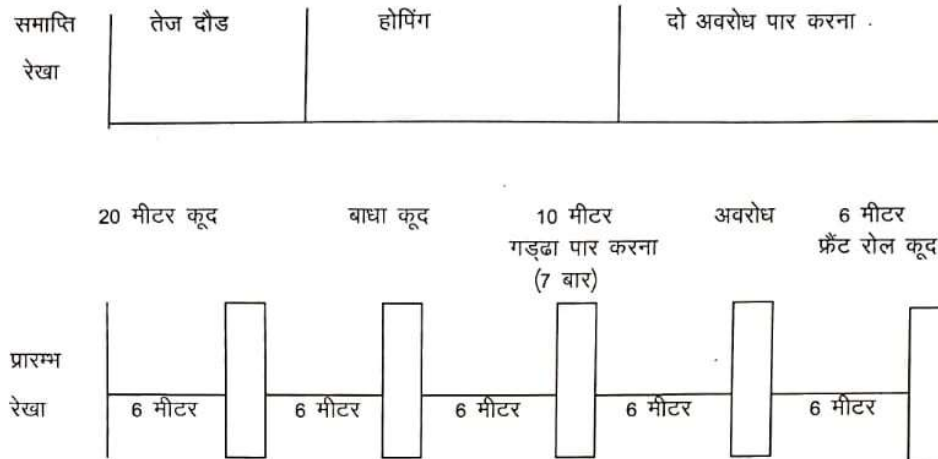 समाप्ति तेज दौड होपिंग दो अवरोध पार करना .
रेखा
20 मीटर कूद बाधा कूद 10 मीटर अवरोध 6 मीटर
गड्ढा पार करना फ्रैंट रोल कूद
(7 बार)
प्रारम्भ
रेखा 6 मीटर 6 मीटर 6 मीटर 6 मीटर 6 मीटर